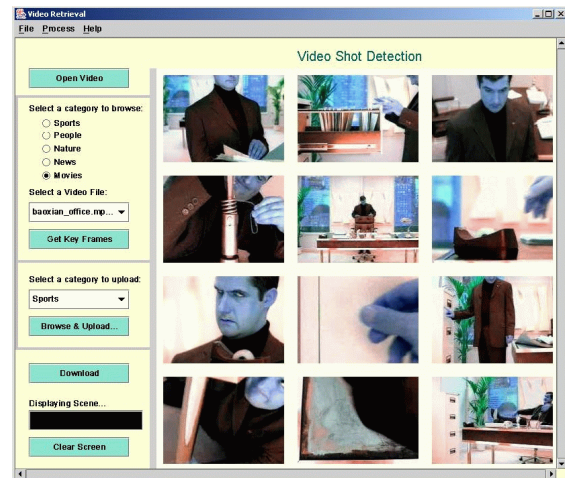 Video Retrieval
File Process Help
Video Shot Detection
Open Video
Select a category to browse:
Sports
People
Nature
News
Movies
Select a Video File:
baoxian_office.mp...
Get Key Frames
Select a category to upload:
Sports
Browse & Upload...
Download
Displaying Scene...
Clear Screen